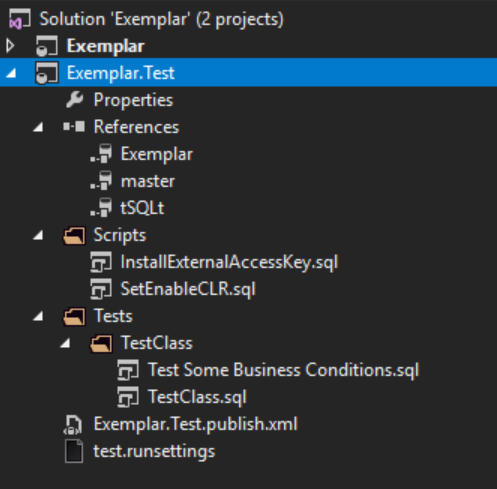 Solution 'Exemplar' (2 projects)
Exemplar
Exemplar.Test
Properties
References
Exemplar
master
tSQLt
Scripts
InstallExternalAccessKey.sql
SetEnableCLR.sql
Tests
TestClass
Test Some Business Conditions.sql
TestClass.sql
Exemplar.Test.publish.xml
test.runsettings